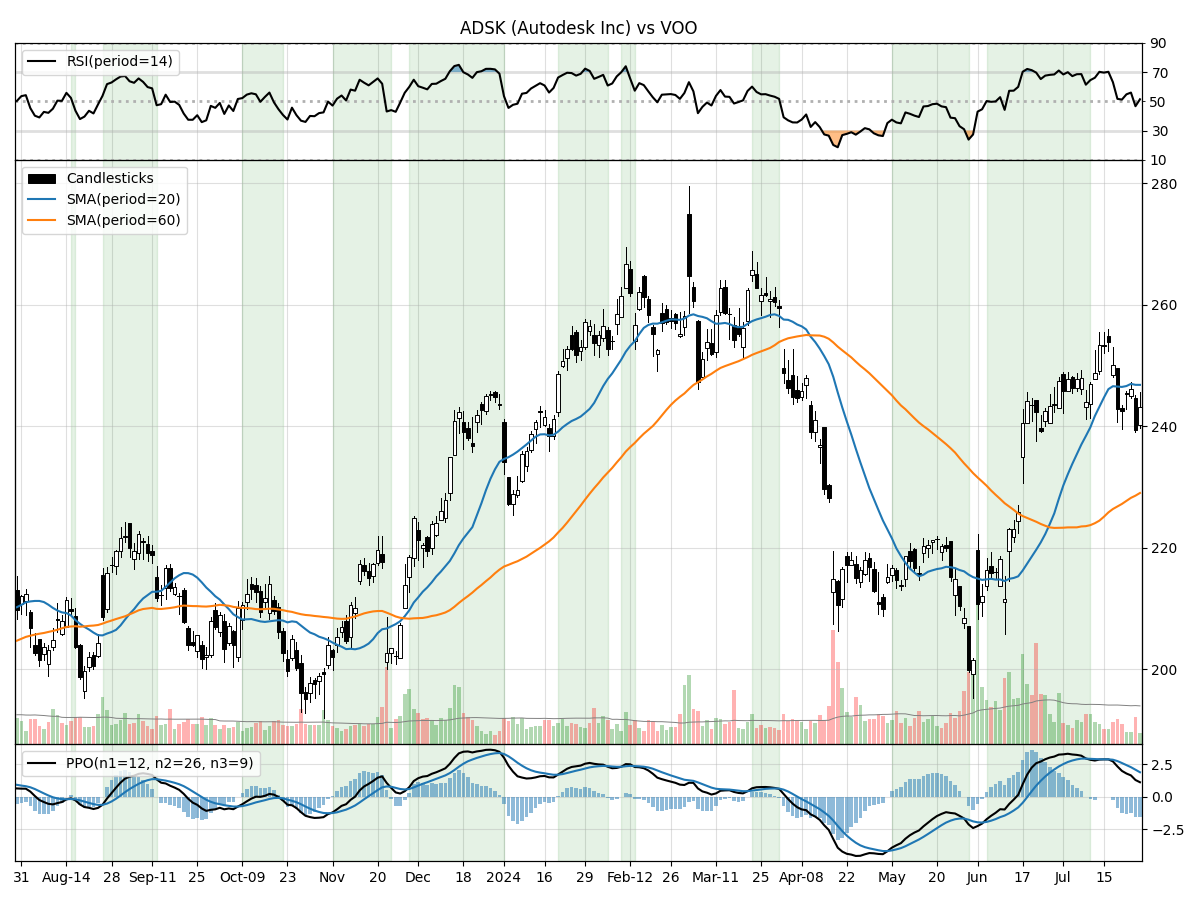 ADSK (Autodesk Inc) vs VOO
RSI(period=14)
90
70
50
30
10
Candlesticks
SMA(period=20)
SMA(period=60)
280
260
240
220
200
PPO(n1=12, n2=26, n3=9)
2.5
0.0
−2.5
31 Aug-14 28 Sep-11 25 Oct-09 23 Nov 20 Dec 18 2024 16 29 Feb-12 26 Mar-11 25 Apr-08 22 May 20 Jun 17 Jul 15